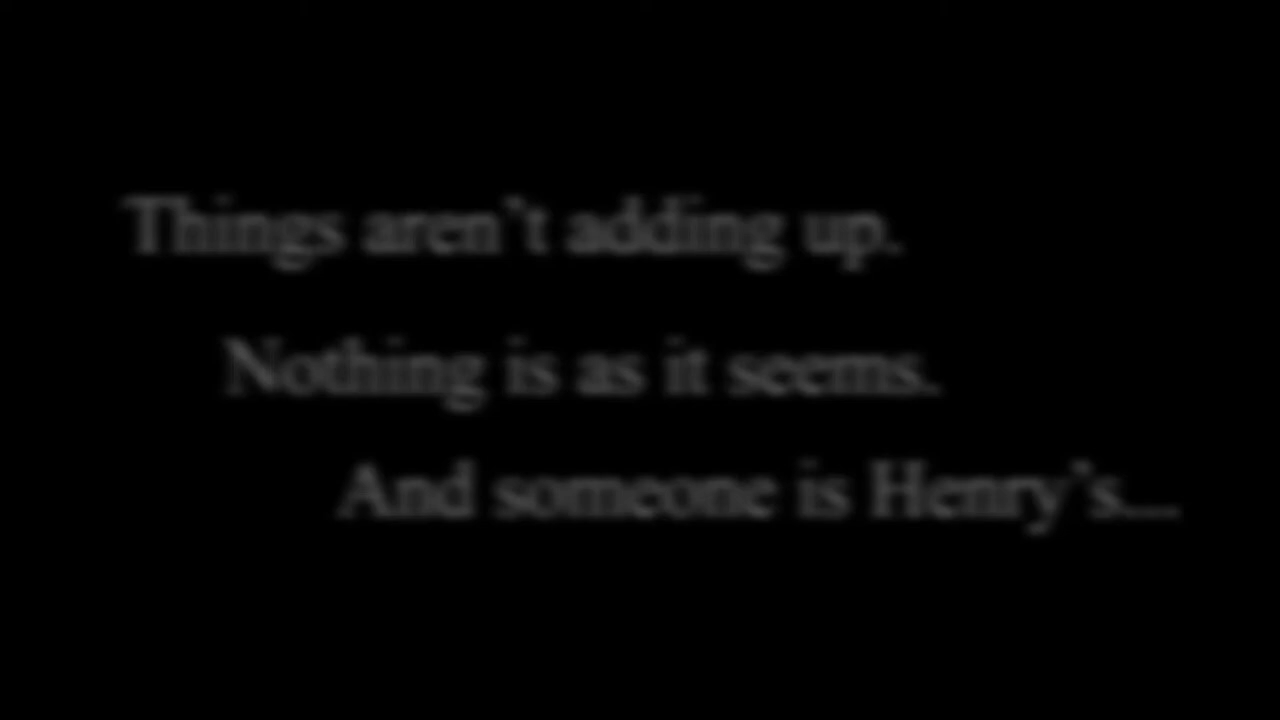 Things aren’t adding up.
Nothing is as it seems.
And someone is Henry’s...